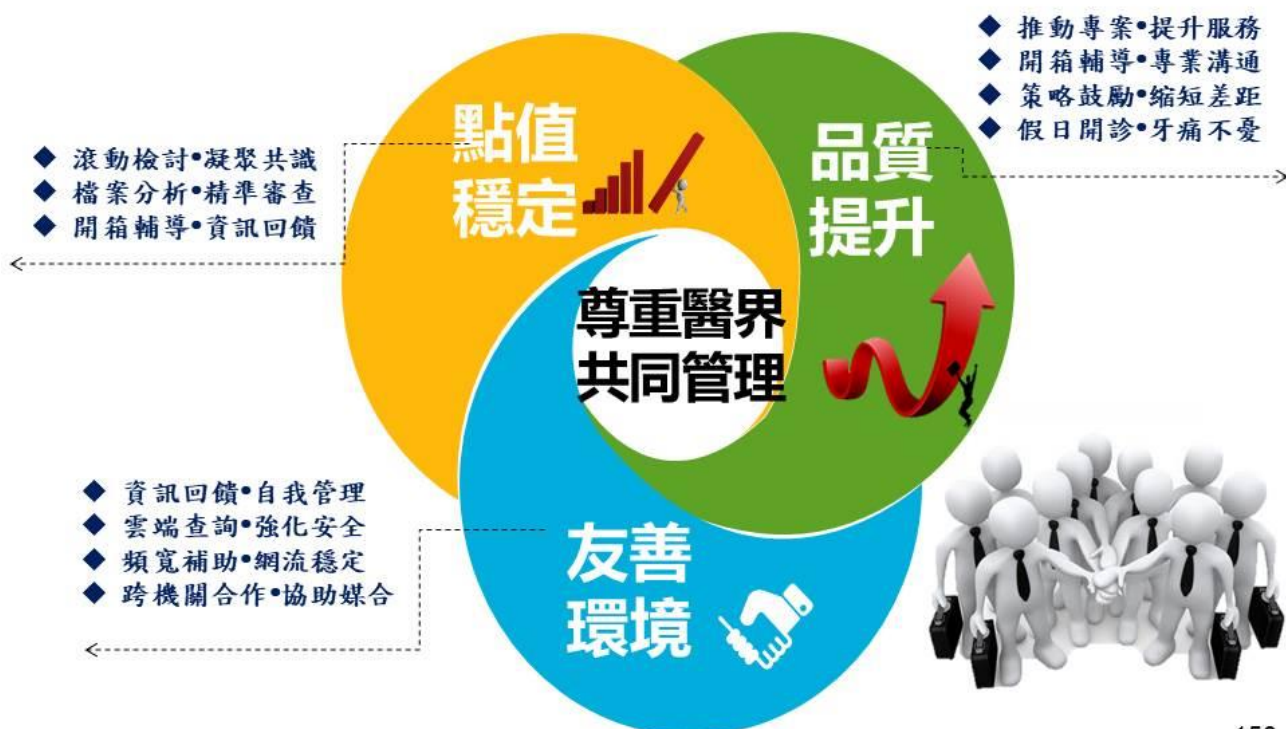 ◆ 推動專案•提升服務
◆ 開箱輔導•專業溝通
◆ 策略鼓勵•縮短差距
◆ 假日開診•牙痛不憂
點值
穩定
品質
提升
◆ 滾動檢討•凝聚共識
◆ 檔案分析•精準審查
◆ 開箱輔導•資訊回饋
尊重醫界
共同管理
◆ 資訊回饋•自我管理
◆ 雲端查詢•強化安全
◆ 頻寬補助•網流穩定
◆ 跨機關合作•協助媒合
友善
環境